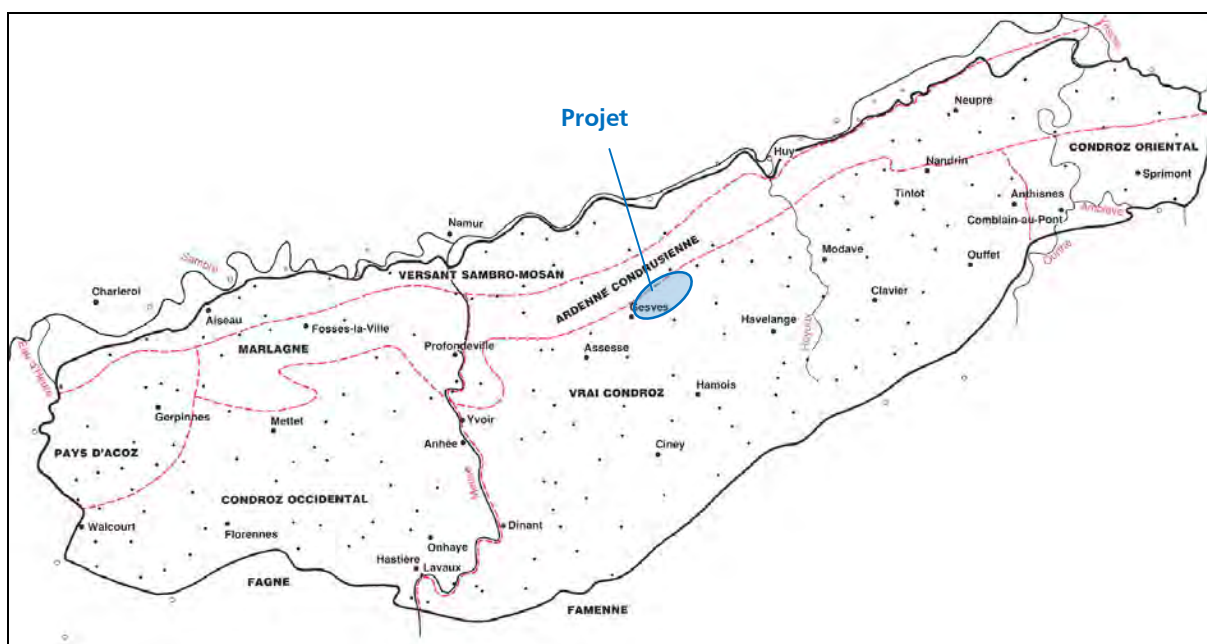 Projet
Vesdre
Neupré
Huy
CONDROZ ORIENTAL
Nandrin
Sprimont
Tinlot
Anthisnes
Amblève
Comblain-au-Pont
Namur
Modave
Ouffet
Ourthe
Sambre
VERSANT SAMBRO-MOSAN
ARDENNE CONDRUSIENNE
Charleroi
Clavier
Aiseau
Gesves
Fosses-la-Ville
Havelange
Hoyoux
MARLAGNE
Profondeville
Assesse
VRAI CONDROZ
Hamois
Gerpinnes
Mettet
Yvoir
Anhée
Ciney
PAYS D'ACOZ
Meuse
CONDROZ OCCIDENTAL
Walcourt
Florennes
Dinant
Onhaye
Hastière
Lavaux
FAGNE
FAMENNE